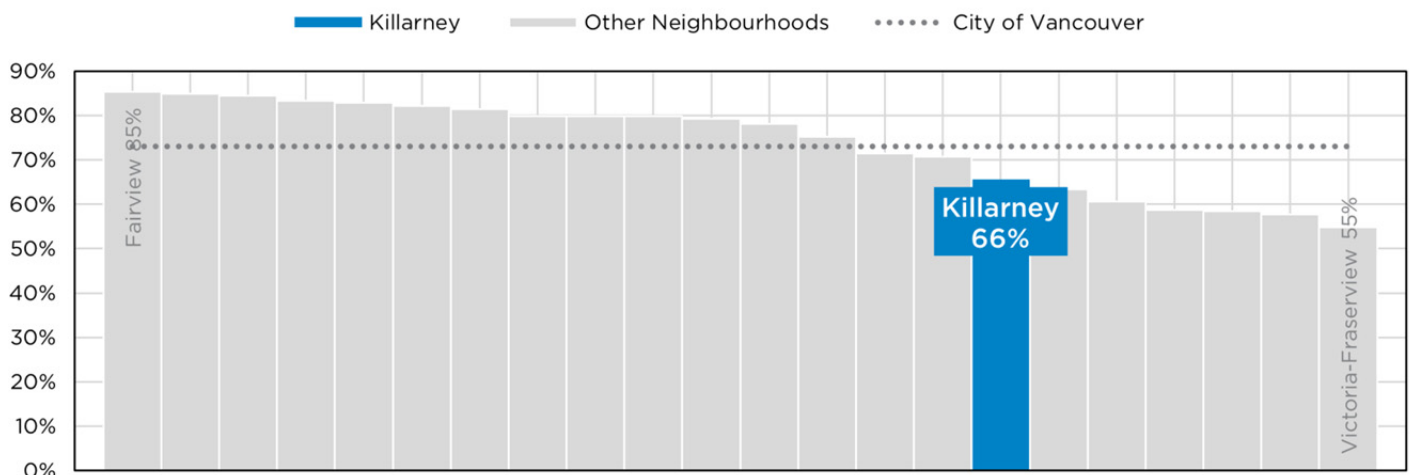 Killarney Other Neighbourhoods City of Vancouver
90%
80%
70%
60%
50%
40%
30%
20%
10%
0%
Fairview 85%
Killarney
66%
Victoria-Fraserview 55%